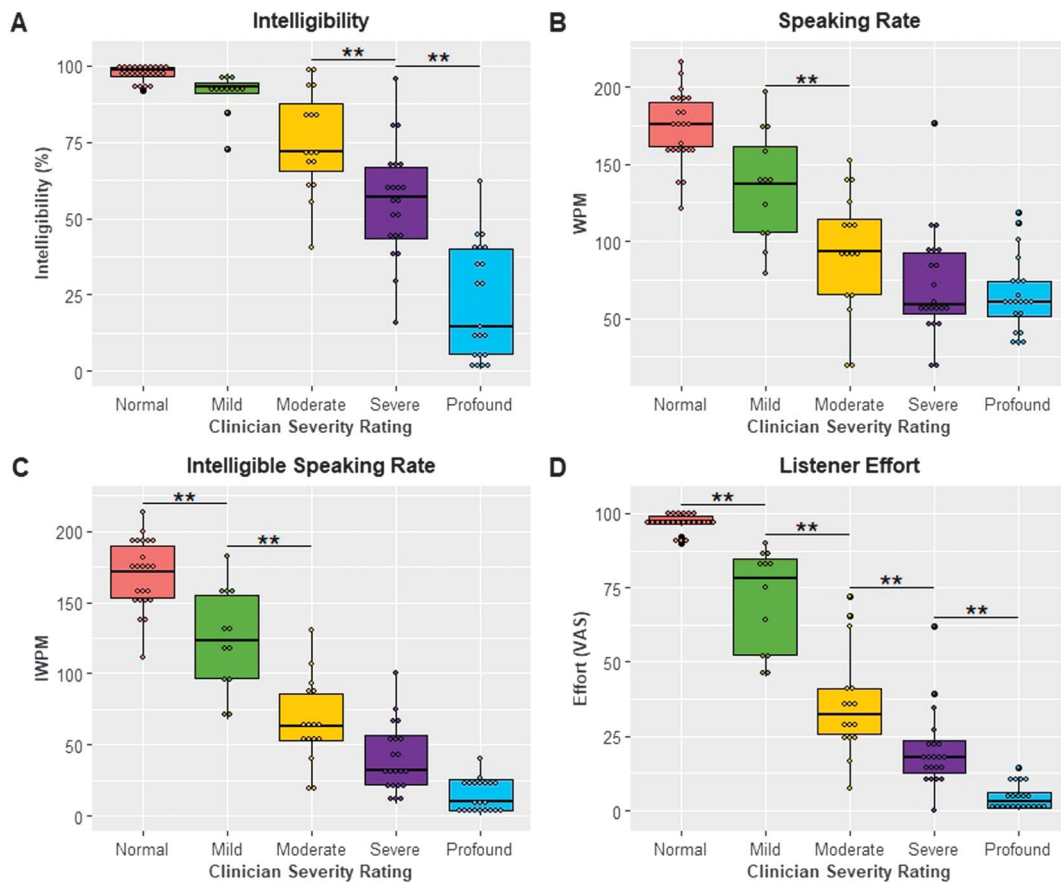 A Intelligibility
** **
100
75
50
25
0
Intelligibility (%)
Normal Mild Moderate Severe Profound
Clinician Severity Rating
B Speaking Rate
**
200
150
100
50
WPM
Normal Mild Moderate Severe Profound
Clinician Severity Rating
C Intelligible Speaking Rate
**
**
200
150
100
50
0
IWPM
Normal Mild Moderate Severe Profound
Clinician Severity Rating
D Listener Effort
**
**
**
**
100
75
50
25
0
Effort (VAS)
Normal Mild Moderate Severe Profound
Clinician Severity Rating